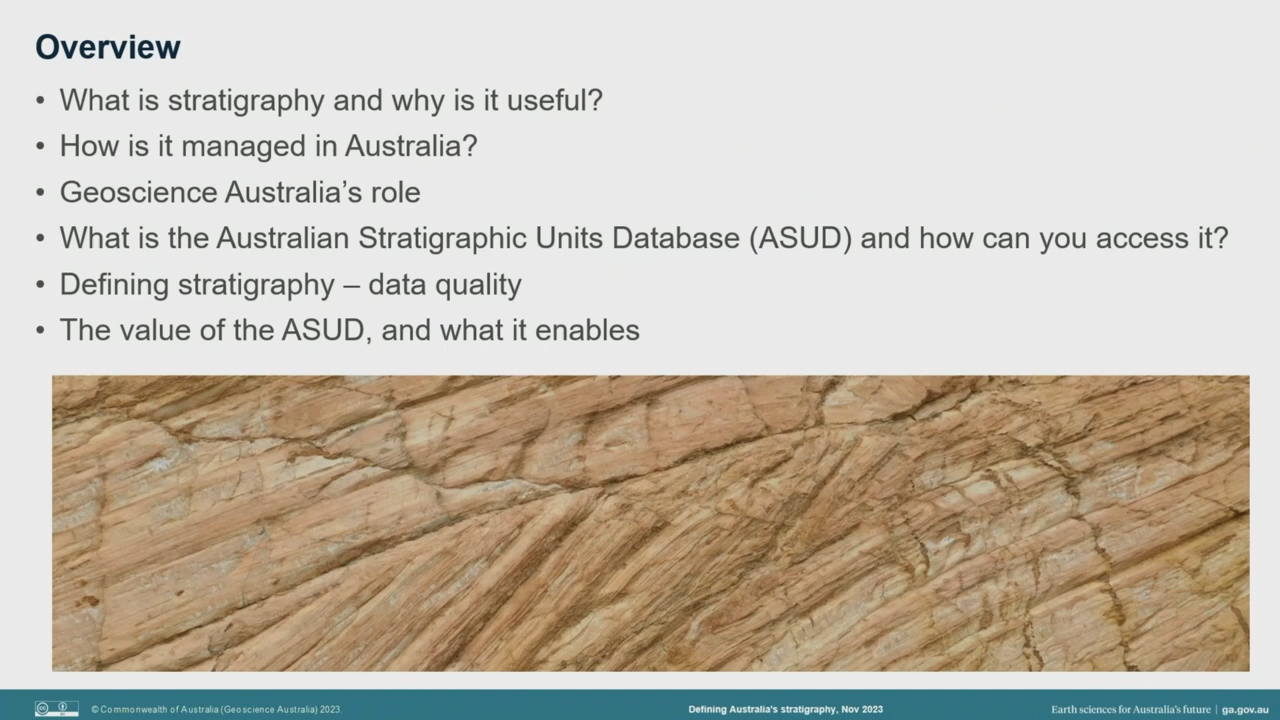 Overview
• What is stratigraphy and why is it useful?
• How is it managed in Australia?
• Geoscience Australia’s role
• What is the Australian Stratigraphic Units Database (ASUD) and how can you access it?
• Defining stratigraphy – data quality
• The value of the ASUD, and what it enables
© Commonwealth of Australia (Geoscience Australia) 2023.
Defining Australia's stratigraphy, Nov 2023
Earth sciences for Australia's future | ga.gov.au